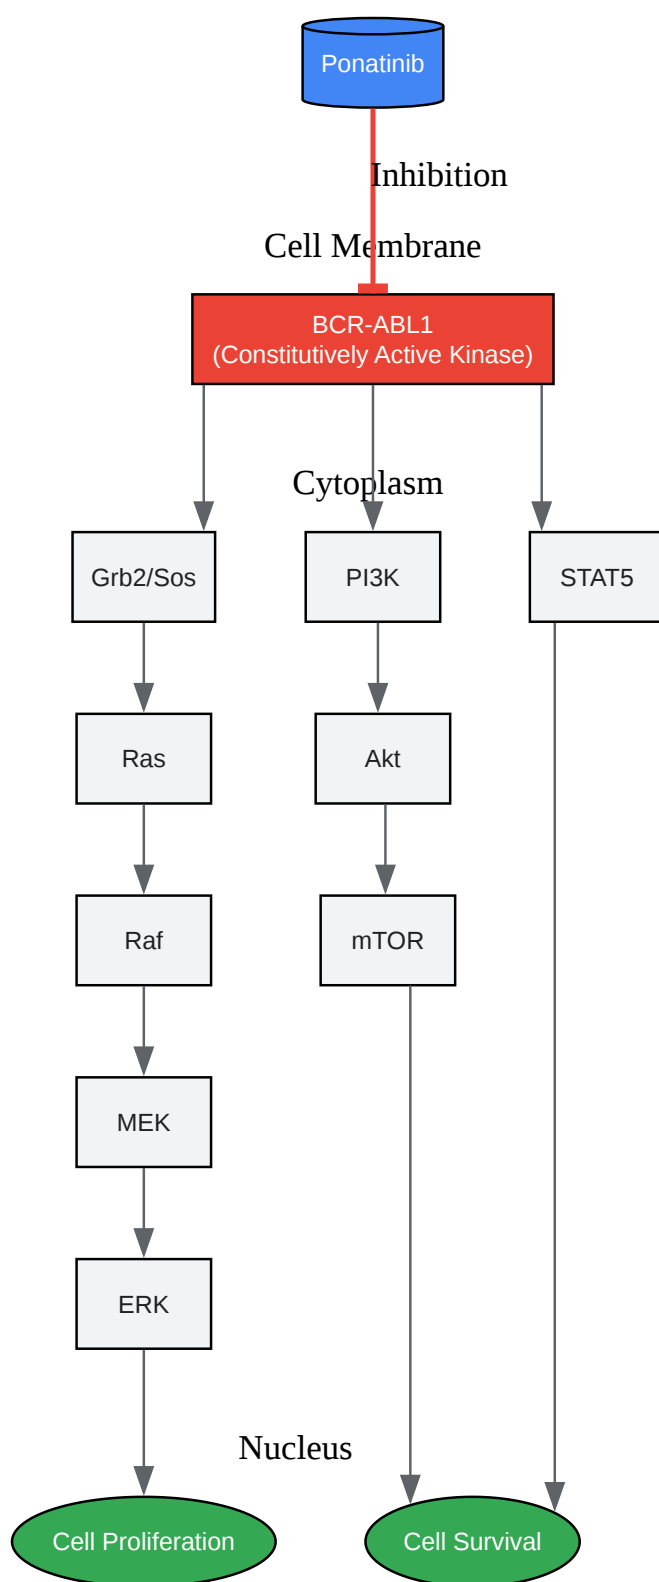 Ponatinib
Inhibition
Cell Membrane
BCR-ABL1
(Constitutively Active Kinase)
Cytoplasm
Grb2/Sos
PI3K
STAT5
Ras
Akt
Raf
mTOR
MEK
ERK
Nucleus
Cell Proliferation
Cell Survival